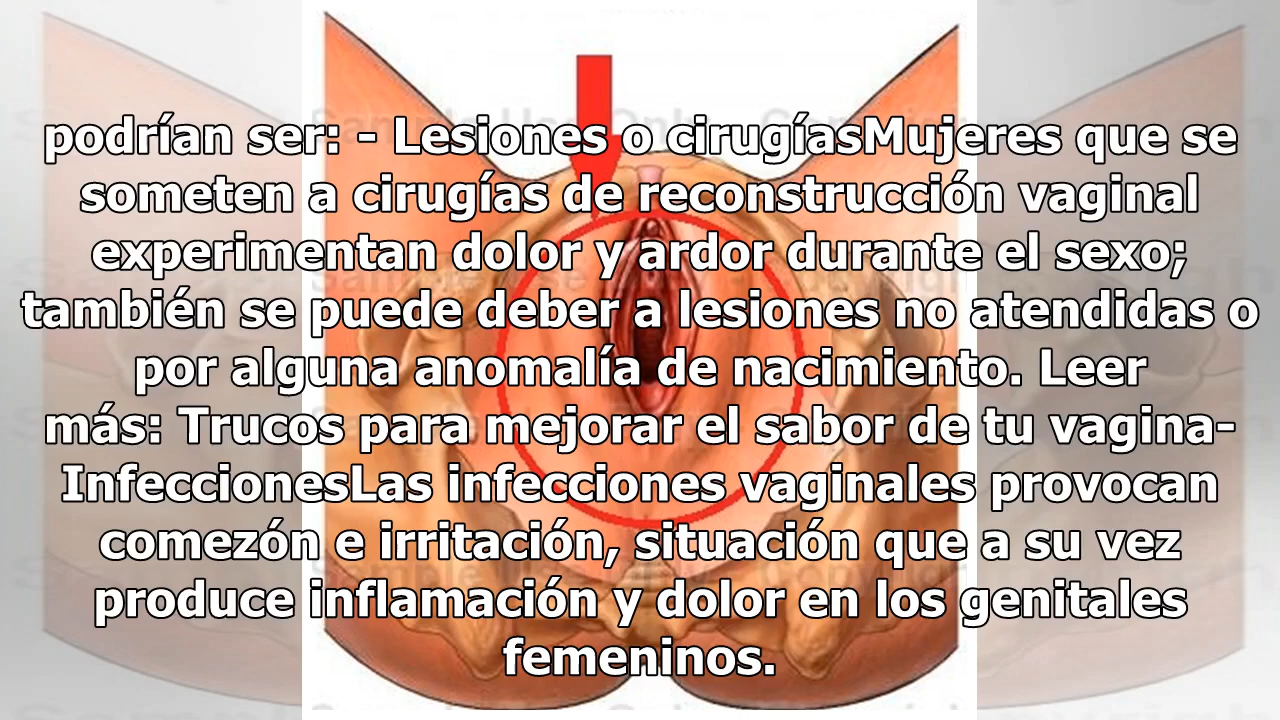 podrían ser: - Lesiones o cirugíasMujeres que se
someten a cirugías de reconstrucción vaginal
experimentan dolor y ardor durante el sexo;
también se puede deber a lesiones no atendidas o
por alguna anomalía de nacimiento. Leer
más: Trucos para mejorar el sabor de tu vagina-
InfeccionesLas infecciones vaginales provocan
comezón e irritación, situación que a su vez
produce inflamación y dolor en los genitales
femeninos.